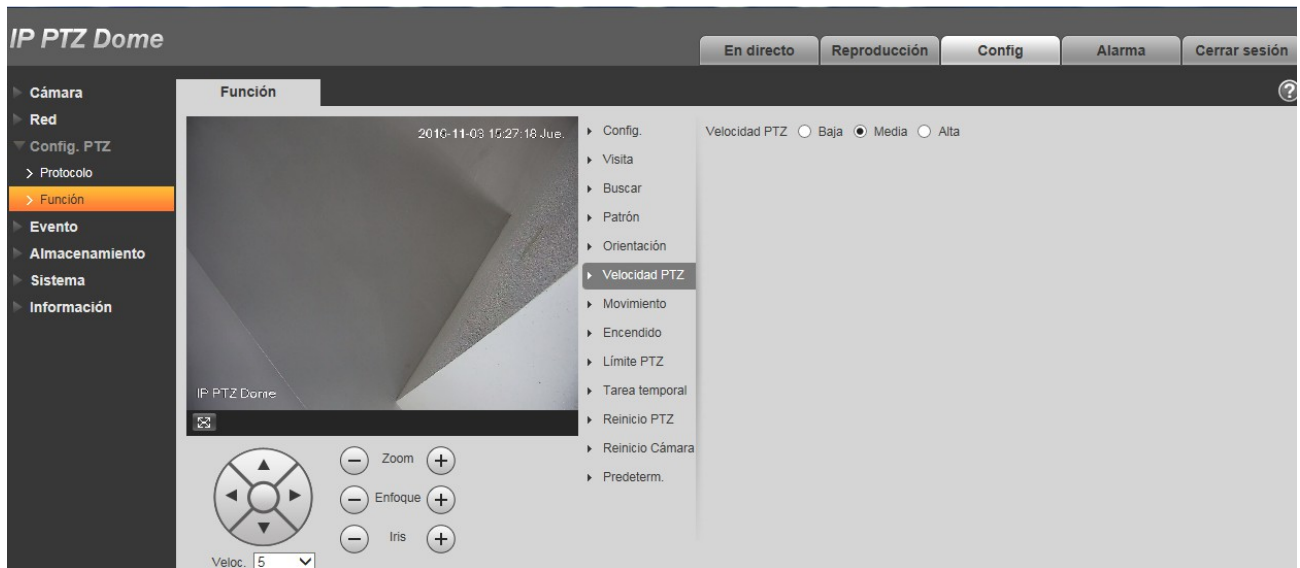 IP PTZ Dome
En directo
Reproducción
Config
Alarma
Cerrar sesión
Cámara
Red
Config. PTZ
Protocolo
Función
Evento
Almacenamiento
Sistema
Información
Función
?
2016-11-03 15:27:18 Jue.
IP PTZ Dome
Zoom
Enfoque
Iris
Veloc. 5
Config.
Visita
Buscar
Patrón
Orientación
Velocidad PTZ
Movimiento
Encendido
Límite PTZ
Tarea temporal
Reinicio PTZ
Reinicio Cámara
Predeterm.
Velocidad PTZ Baja Media Alta